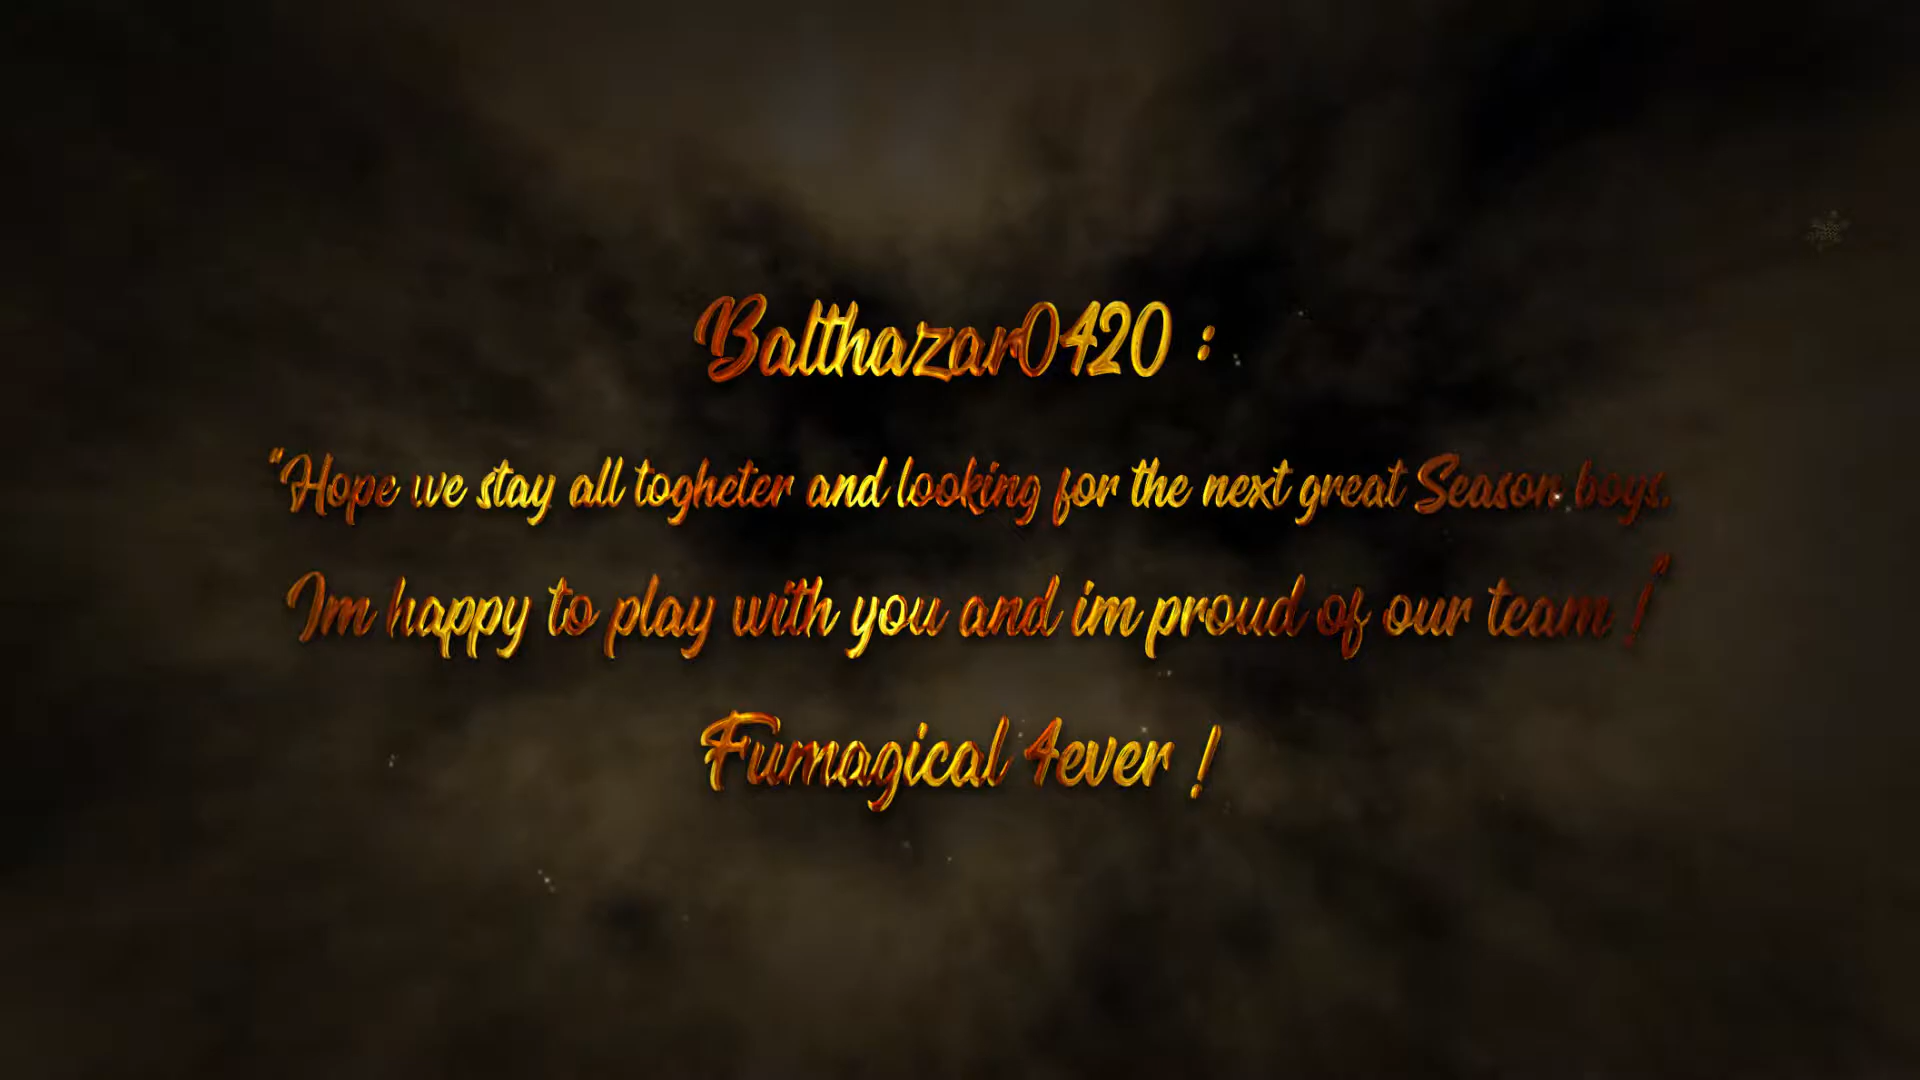 Balthazar0420 :
"Hope we stay all togheter and looking for the next great Season boys.
Im happy to play with you and im proud of our team !"
Fumagical 4ever !